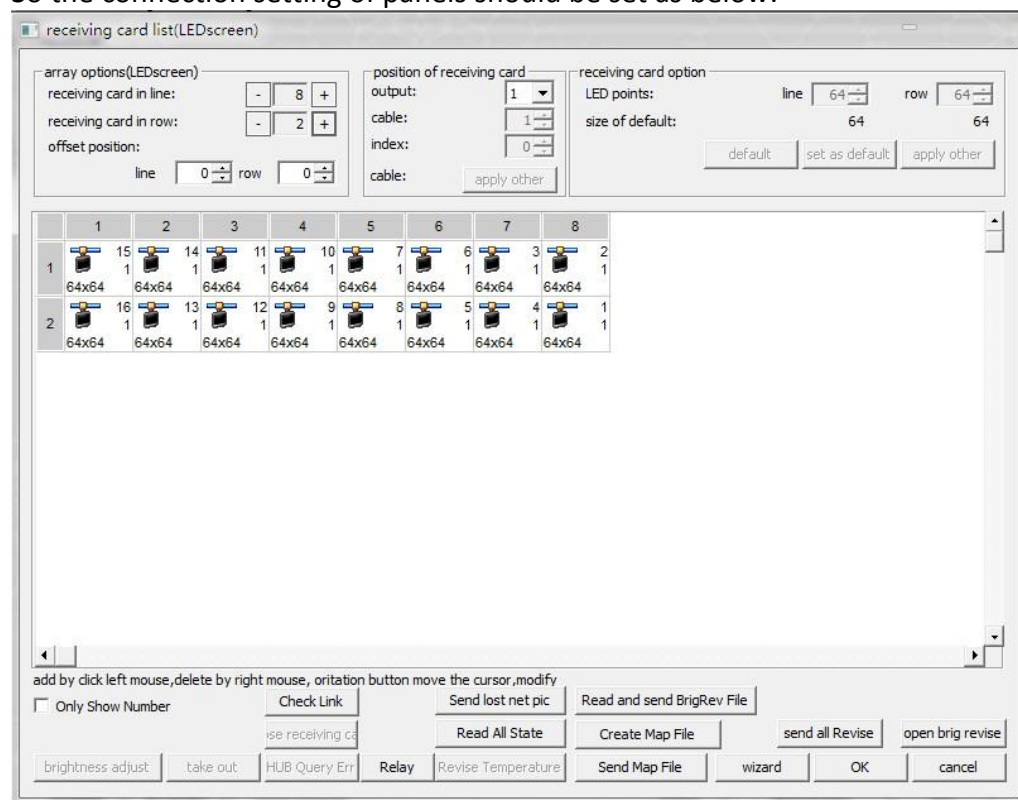 So the connection setting of panels should be set as below:
receiving card list(LEDscreen)
array options(LEDscreen)
receiving card in line: - 8 +
receiving card in row: - 2 +
offset position:
line 0 row 0
position of receiving card
output: 1
cable: 1
index: 0
cable: apply other
receiving card option
LED points: line 64 row 64
size of default: 64 64
default set as default apply other
1 2 3 4 5 6 7 8
15 14 11 10 7 6 3 2
1 1 1 1 1 1 1 1 1
64x64 64x64 64x64 64x64 64x64 64x64 64x64 64x64
16 13 12 9 8 5 4 1
2 1 1 1 1 1 1 1 1
64x64 64x64 64x64 64x64 64x64 64x64 64x64 64x64
add by click left mouse,delete by right mouse, oritation button move the cursor,modify
Only Show Number Check Link Send lost net pic Read and send BrigRev File
se receiving ca Read All State Create Map File send all Revise open brig revise
brightness adjust take out HUB Query Err Relay Revise Temperature Send Map File wizard OK cancel